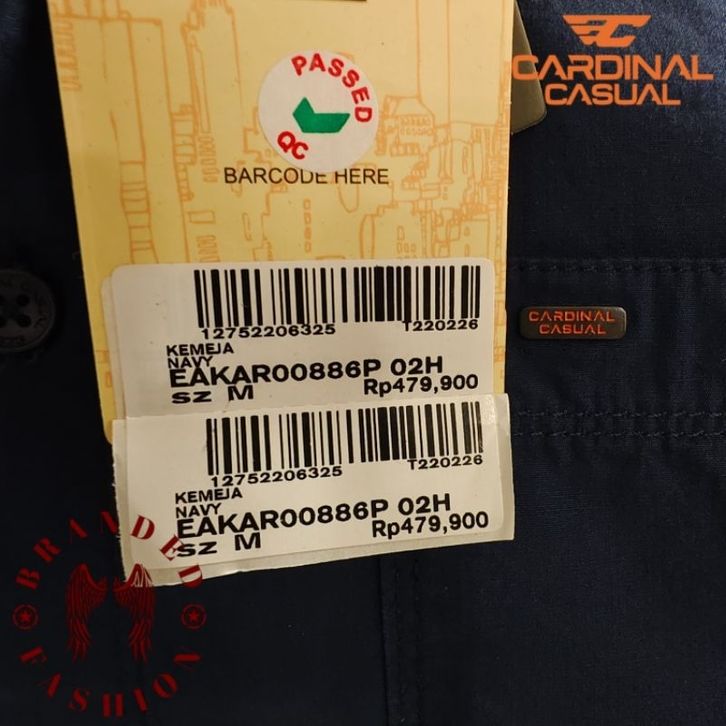 CARDINAL
CASUAL
PASSED
QC
BARCODE HERE
12752206325 T220226
KEMEJA
NAVY
EAKAR00886P 02H
sz M Rp479,900
CARDINAL
CASUAL
12752206325 T220226
KEMEJA
NAVY
EAKAR00886P 02H
sz M Rp479,900
BRANDED
FASHION